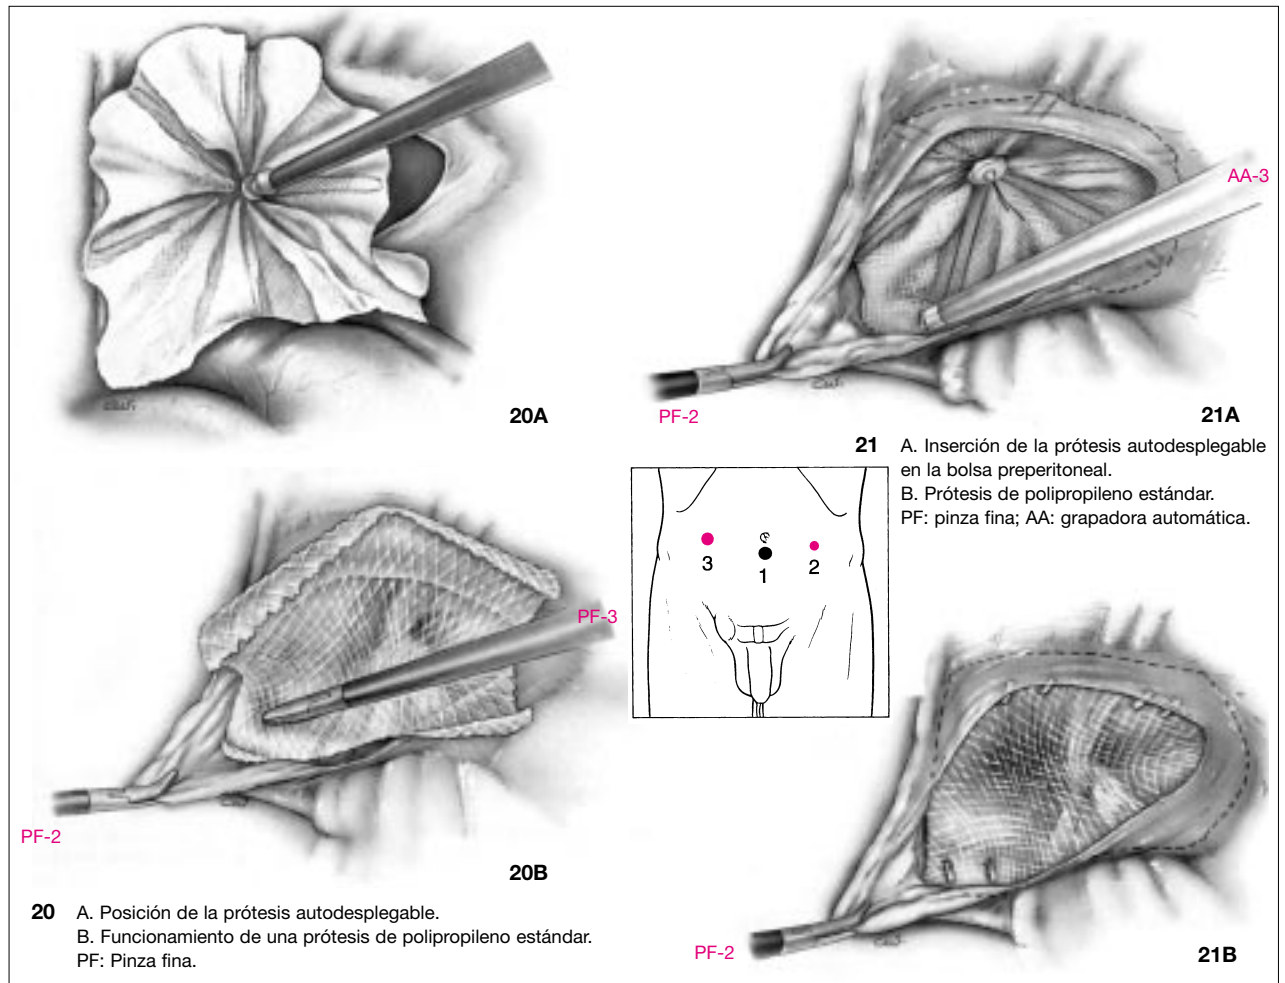 20A
AA-3
PF-2
21A
21 A. Inserción de la prótesis autodesplegable
en la bolsa preperitoneal.
B. Prótesis de polipropileno estándar.
PF: pinza fina; AA: grapadora automática.
3
1
2
PF-3
PF-2
20B
20 A. Posición de la prótesis autodesplegable.
B. Funcionamiento de una prótesis de polipropileno estándar.
PF: Pinza fina.
PF-2
21B